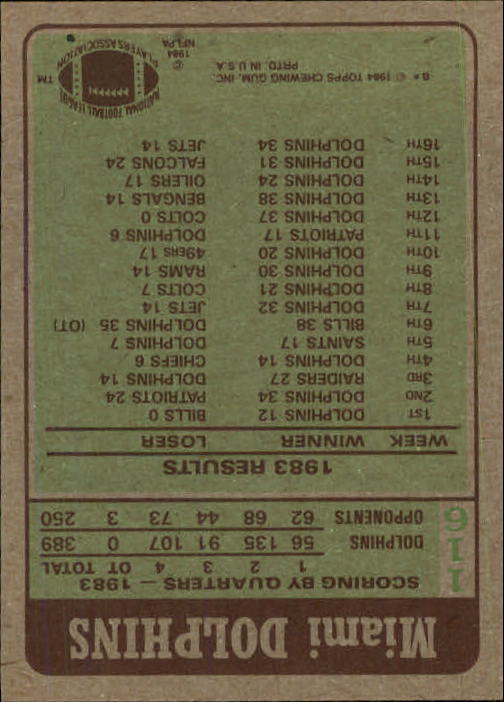 Miami DOLPHINS
116
SCORING BY QUARTERS — 1983
1 2 3 4 OT TOTAL
DOLPHINS 56 135 91 107 0 389
OPPONENTS 62 68 44 73 3 250
1983 RESULTS
WEEK WINNER LOSER
1ST DOLPHINS 12 BILLS 0
2ND DOLPHINS 34 PATRIOTS 24
3RD RAIDERS 27 DOLPHINS 14
4TH DOLPHINS 14 CHIEFS 6
5TH SAINTS 17 DOLPHINS 7
6TH BILLS 38 DOLPHINS 35 (OT)
7TH DOLPHINS 32 JETS 14
8TH DOLPHINS 21 COLTS 7
9TH DOLPHINS 30 RAMS 14
10TH DOLPHINS 20 49ERS 17
11TH PATRIOTS 17 DOLPHINS 6
12TH DOLPHINS 37 COLTS 0
13TH DOLPHINS 38 BENGALS 14
14TH DOLPHINS 24 OILERS 17
15TH DOLPHINS 31 FALCONS 24
16TH DOLPHINS 34 JETS 14
B* © 1984 TOPPS CHEWING GUM, INC.
PRTD. IN U.S.A.
© 1984 NFLPA
NATIONAL FOOTBALL LEAGUE PLAYERS ASSOCIATION
TM